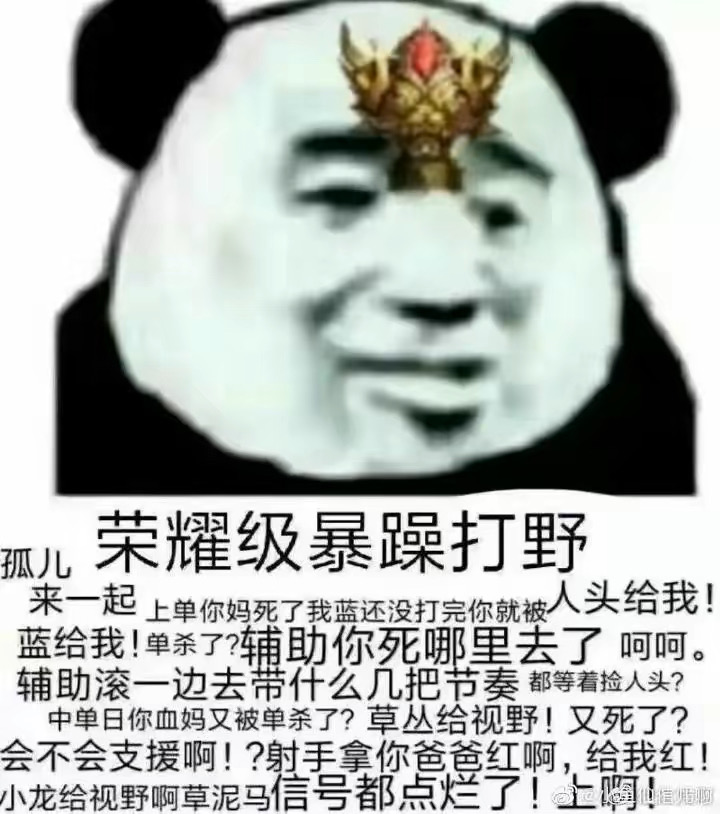 荣耀级暴躁打野
孤儿
来一起 上单你妈死了我蓝还没打完你就被 人头给我!
蓝给我!单杀了?辅助你死哪里去了 呵呵。
辅助滚一边去带什么几把节奏 都等着捡人头?
中单日你血妈又被单杀了?草丛给视野!又死了?
会不会支援啊!?射手拿你爸爸红啊,给我红!
小龙给视野啊草泥马信号都点烂了!上啊!